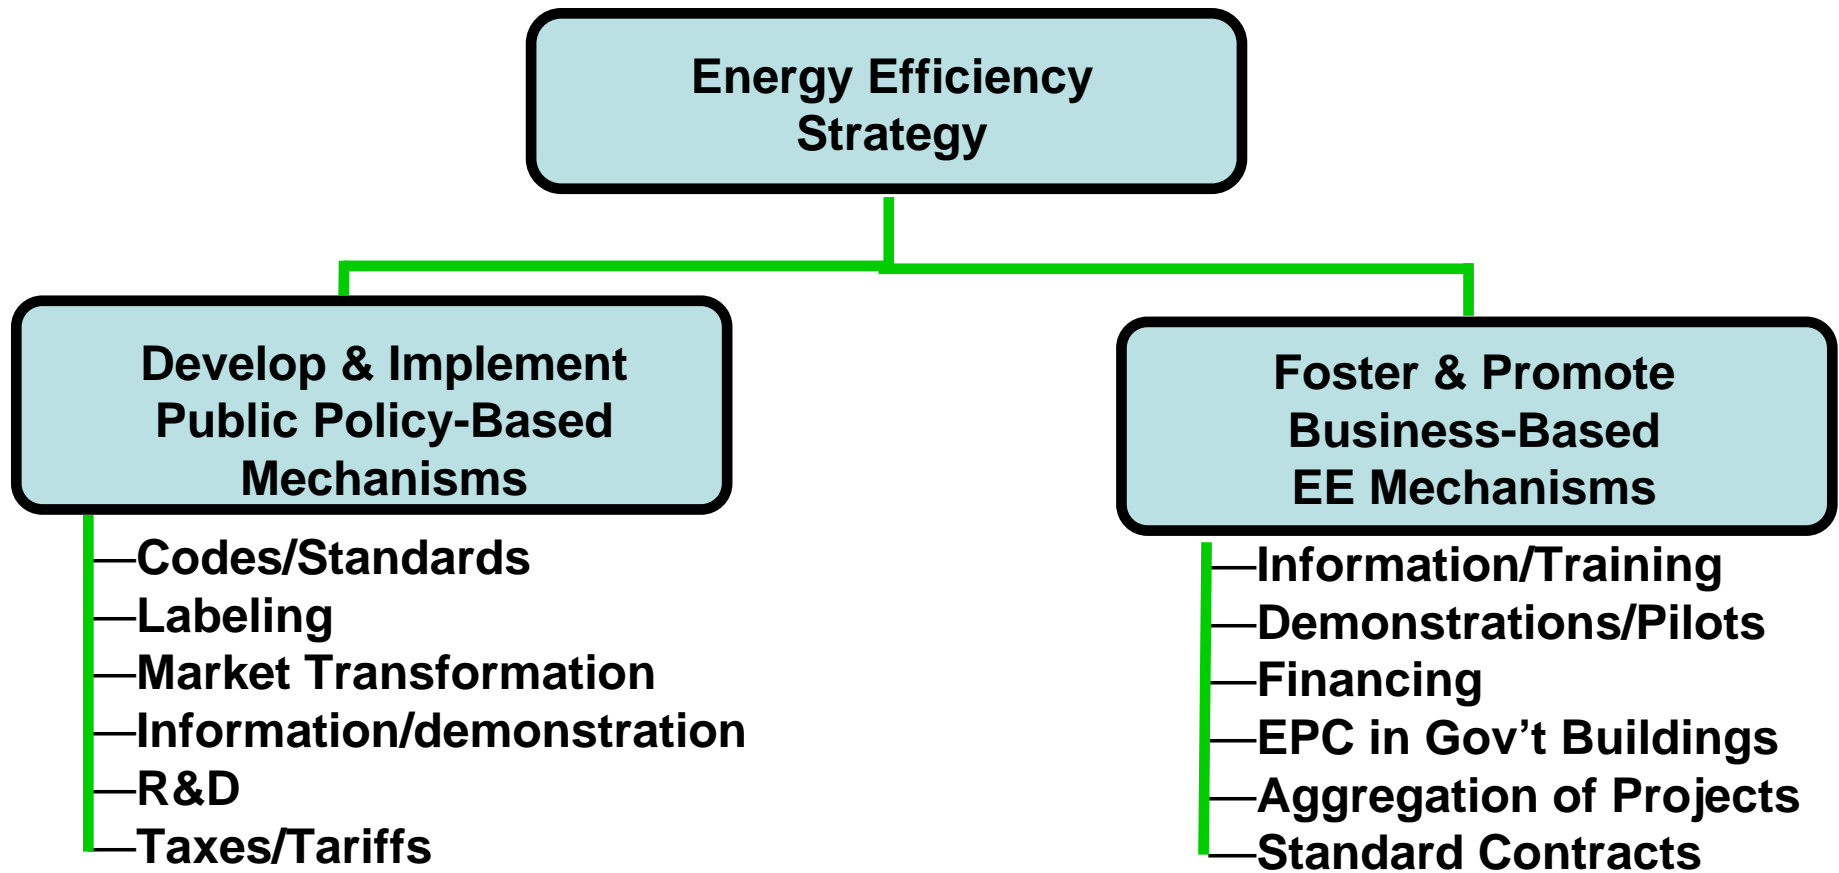 Energy Efficiency
Strategy
Develop & Implement
Public Policy-Based
Mechanisms
—Codes/Standards
—Labeling
—Market Transformation
—Information/demonstration
—R&D
—Taxes/Tariffs
Foster & Promote
Business-Based
EE Mechanisms
—Information/Training
—Demonstrations/Pilots
—Financing
—EPC in Gov’t Buildings
—Aggregation of Projects
—Standard Contracts